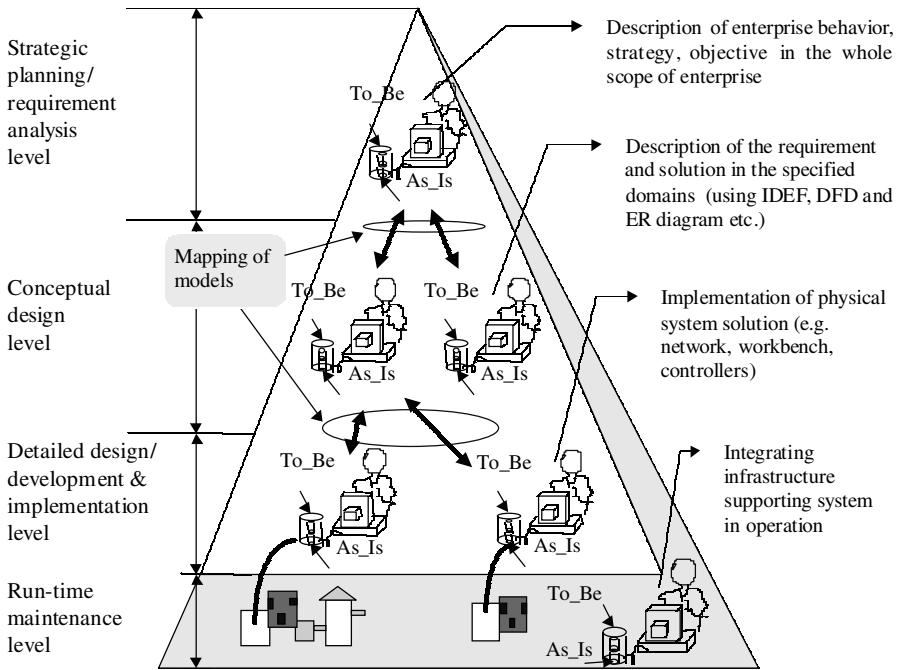 Strategic
planning/
requirement
analysis
level
Description of enterprise behavior,
strategy, objective in the whole
scope of enterprise
To_Be
As_Is
Description of the requirement
and solution in the specified
domains (using IDEF, DFD and
ER diagram etc.)
Mapping of
models
Conceptual
design
level
To_Be
As_Is
To_Be
As_Is
Implementation of physical
system solution (e.g.
network, workbench,
controllers)
Detailed design/
development &
implementation
level
To_Be
As_Is
To_Be
As_Is
Integrating
infrastructure
supporting system
in operation
Run-time
maintenance
level
To_Be
As_Is